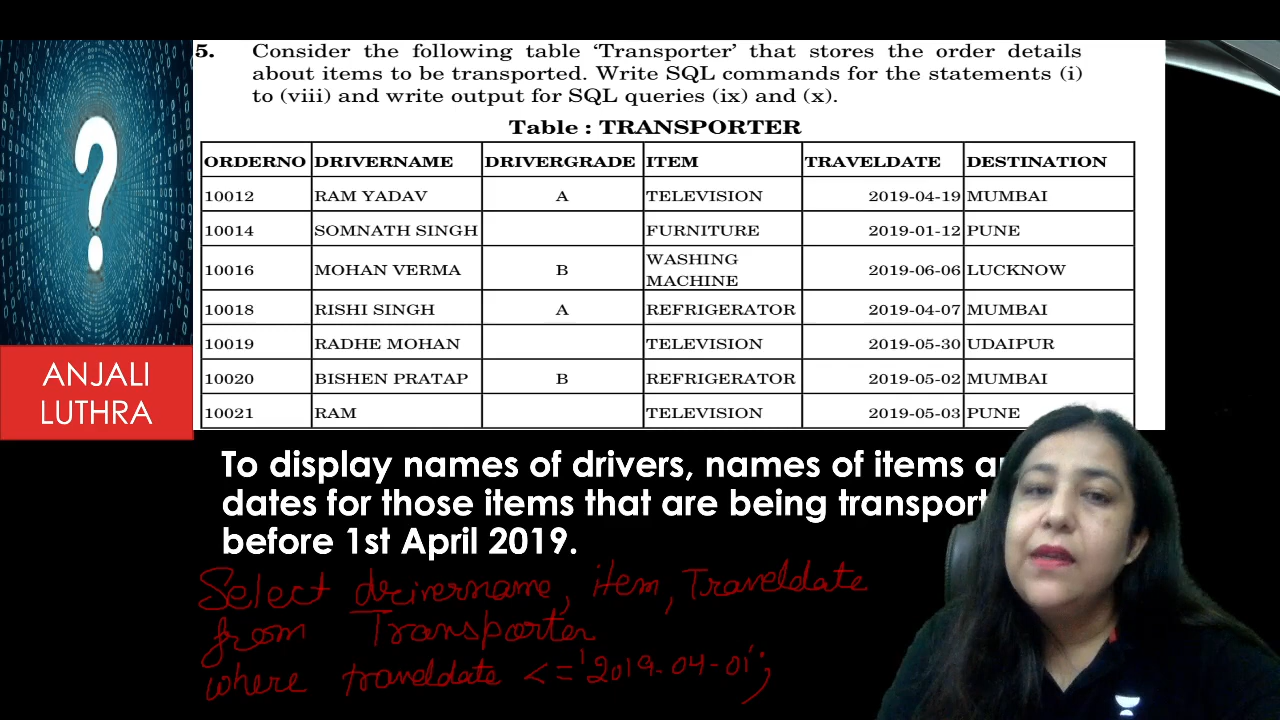 5. Consider the following table ‘Transporter’ that stores the order details
about items to be transported. Write SQL commands for the statements (i)
to (viii) and write output for SQL queries (ix) and (x).
Table : TRANSPORTER
ORDERNO DRIVERNAME DRIVERGRADE ITEM TRAVELDATE DESTINATION
10012 RAM YADAV A TELEVISION 2019-04-19 MUMBAI
10014 SOMNATH SINGH FURNITURE 2019-01-12 PUNE
10016 MOHAN VERMA B WASHING MACHINE 2019-06-06 LUCKNOW
10018 RISHI SINGH A REFRIGERATOR 2019-04-07 MUMBAI
10019 RADHE MOHAN TELEVISION 2019-05-30 UDAIPUR
10020 BISHEN PRATAP B REFRIGERATOR 2019-05-02 MUMBAI
10021 RAM TELEVISION 2019-05-03 PUNE
ANJALI
LUTHRA
To display names of drivers, names of items
dates for those items that are being
before 1st April 2019.
Select drivername, item, Traveldate
from Transporter
where traveldate <= '2019-04-01';